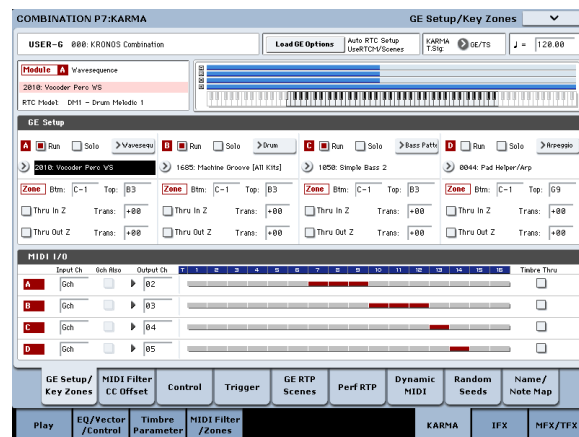 COMBINATION P7:KARMA GE Setup/Key Zones
USER-G 000: KRONOS Combination Load GE Options Auto RTC Setup UseRTCM/Scenes KARMA T.Sig: GE/TS ♩ = 120.00
Module A Wavesequence
2010: Vocoder Perc WS
RTC Model: DM1 - Drum Melodic 1
GE Setup
A Run Solo >Wavesequ B Run Solo >Drum C Run Solo >Bass Patte D Run Solo >Arpeggio
2010: Vocoder Perc WS 1685: Machine Groove [All Kits] 1050: Simple Bass 2 0044: Pad Helper/Arp
Zone Btm: C-1 Top: B3 Zone Btm: C-1 Top: B3 Zone Btm: C-1 Top: B3 Zone Btm: C-1 Top: G9
Thru In Z Trans: +00 Thru In Z Trans: +00 Thru In Z Trans: +00 Thru In Z Trans: +00
Thru Out Z Trans: +00 Thru Out Z Trans: +00 Thru Out Z Trans: +00 Thru Out Z Trans: +00
MIDI I/O
Input Ch Gch Also Output Ch T 1 2 3 4 5 6 7 8 9 10 11 12 13 14 15 16 Timbre Thru
A Gch 02
B Gch 03
C Gch 04
D Gch 05
GE Setup/ Key Zones MIDI Filter CC Offset Control Trigger GE RTP Scenes Perf RTP Dynamic MIDI Random Seeds Name/ Note Map
Play EQ/Vector /Control Timbre Parameter MIDI Filter /Zones KARMA IFX MFX/TFX